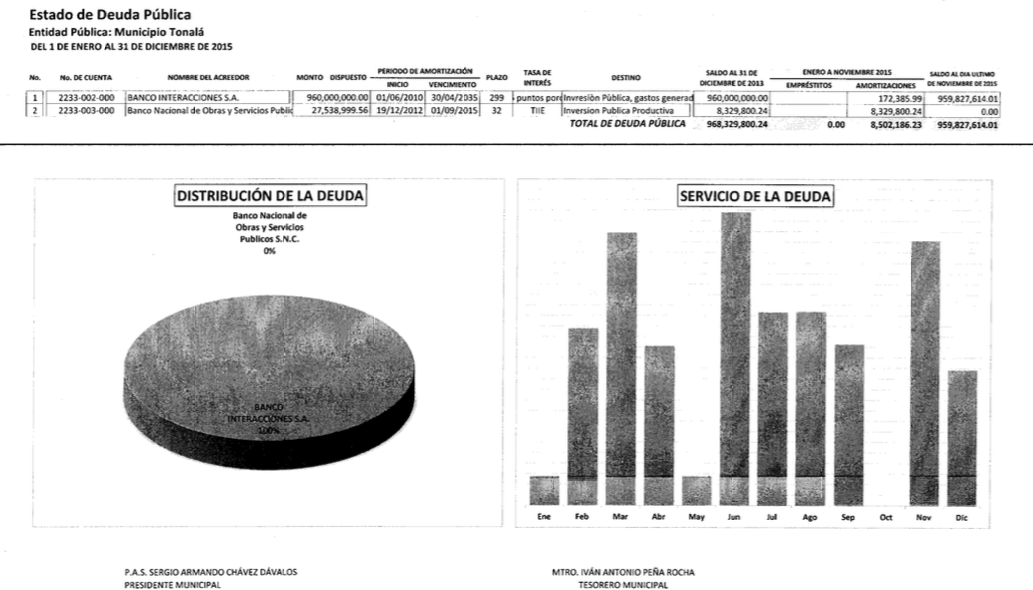 Estado de Deuda Pública
Entidad Pública: Municipio Tonalá
DEL 1 DE ENERO AL 31 DE DICIEMBRE DE 2015
No. No. DE CUENTA NOMBRE DEL ACREEDOR MONTO DISPUESTO PERIODO DE AMORTIZACIÓN PLAZO TASA DE INTERÉS DESTINO SALDO AL 31 DE DICIEMBRE DE 2013 ENERO A NOVIEMBRE 2015 SALDO AL DIA ULTIMO DE NOVIEMBRE DE 2015
INICIO VENCIMIENTO EMPRÉSTITOS AMORTIZACIONES
1 2233-002-000 BANCO INTERACCIONES S.A. 960,000,000.00 01/06/2010 30/04/2035 299 puntos por Invresiòn Pública, gastos generad 960,000,000.00 172,385.99 959,827,614.01
2 2233-003-000 Banco Nacional de Obras y Servicios Public 27,538,999.56 19/12/2012 01/09/2015 32 TIIE Inversion Publica Productiva 8,329,800.24 8,329,800.24 0.00
TOTAL DE DEUDA PÚBLICA 968,329,800.24 0.00 8,502,186.23 959,827,614.01
DISTRIBUCIÓN DE LA DEUDA
Banco Nacional de
Obras y Servicios
Publicos S.N.C.
0%
BANCO
INTERACCIONES S.A.
100%
SERVICIO DE LA DEUDA
Ene Feb Mar Abr May Jun Jul Ago Sep Oct Nov Dic
P.A.S. SERGIO ARMANDO CHÁVEZ DÁVALOS
PRESIDENTE MUNICIPAL
MTRO. IVÁN ANTONIO PEÑA ROCHA
TESORERO MUNICIPAL